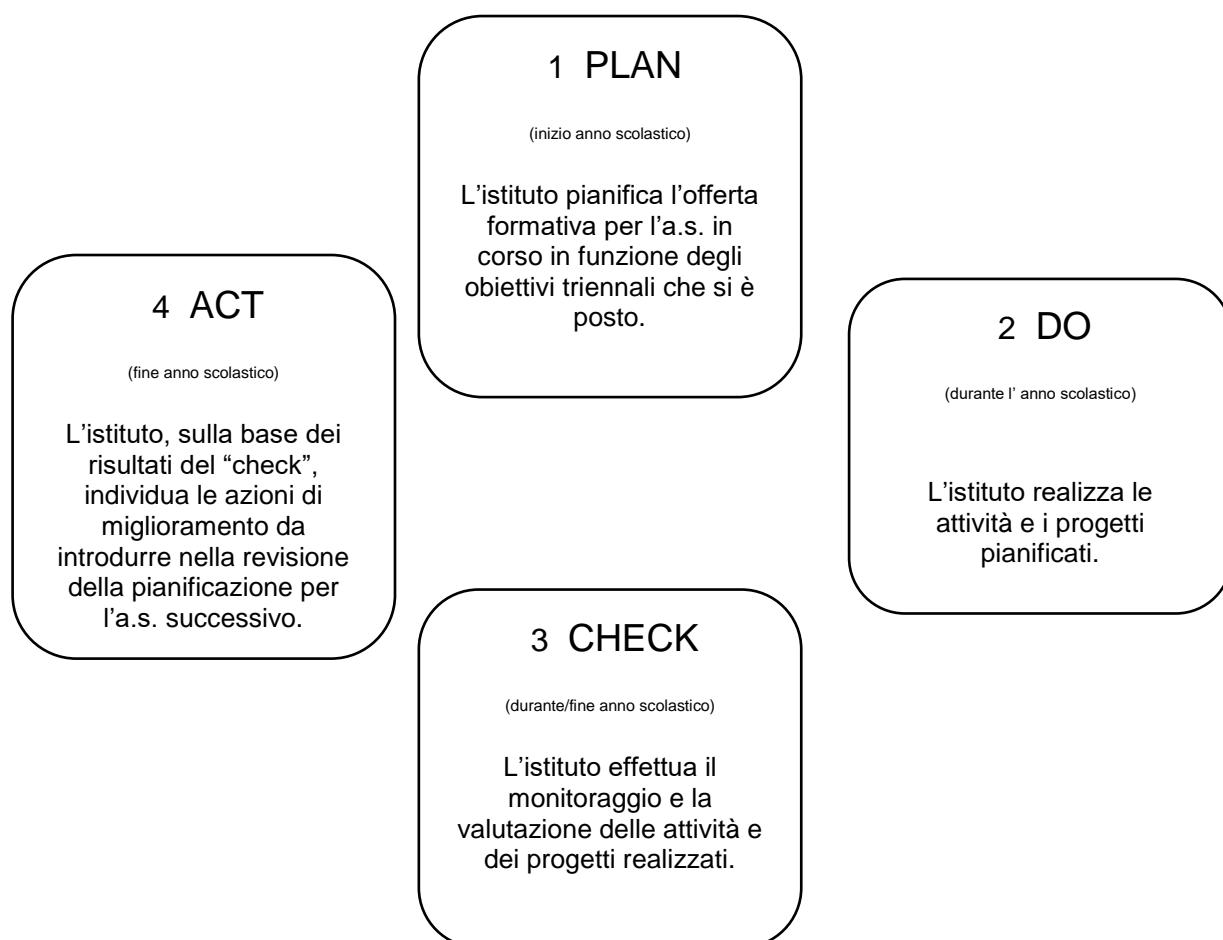 1 PLAN
(inizio anno scolastico)
L’istituto pianifica l’offerta
formativa per l’a.s. in
corso in funzione degli
obiettivi triennali che si è
posto.
2 DO
(durante l’ anno scolastico)
L’istituto realizza le
attività e i progetti
pianificati.
3 CHECK
(durante/fine anno scolastico)
L’istituto effettua il
monitoraggio e la
valutazione delle attività e
dei progetti realizzati.
4 ACT
(fine anno scolastico)
L’istituto, sulla base dei
risultati del “check”,
individua le azioni di
miglioramento da
introdurre nella revisione
della pianificazione per
l’a.s. successivo.